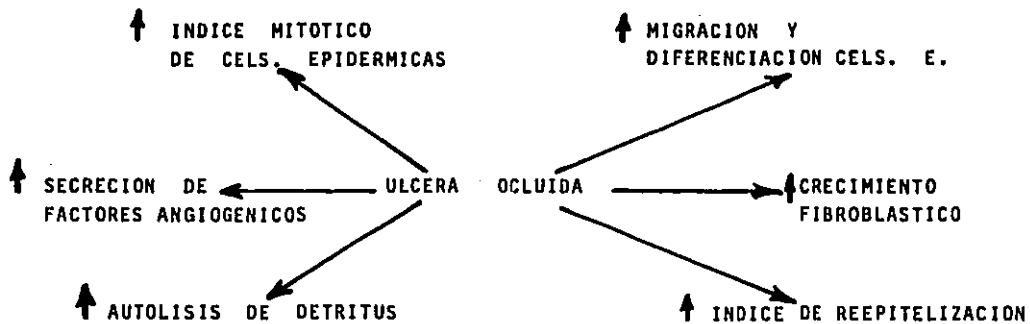 INDICE MITOTICO
DE CELS. EPIDERMICAS
MIGRACION Y
DIFERENCIACION CELS. E.
SECRECION DE
FACTORES ANGIOGENICOS
ULCERA OCLUIDA
CRECIMIENTO
FIBROBLASTICO
AUTOLISIS DE DETRITUS
INDICE DE REEPITELIZACION